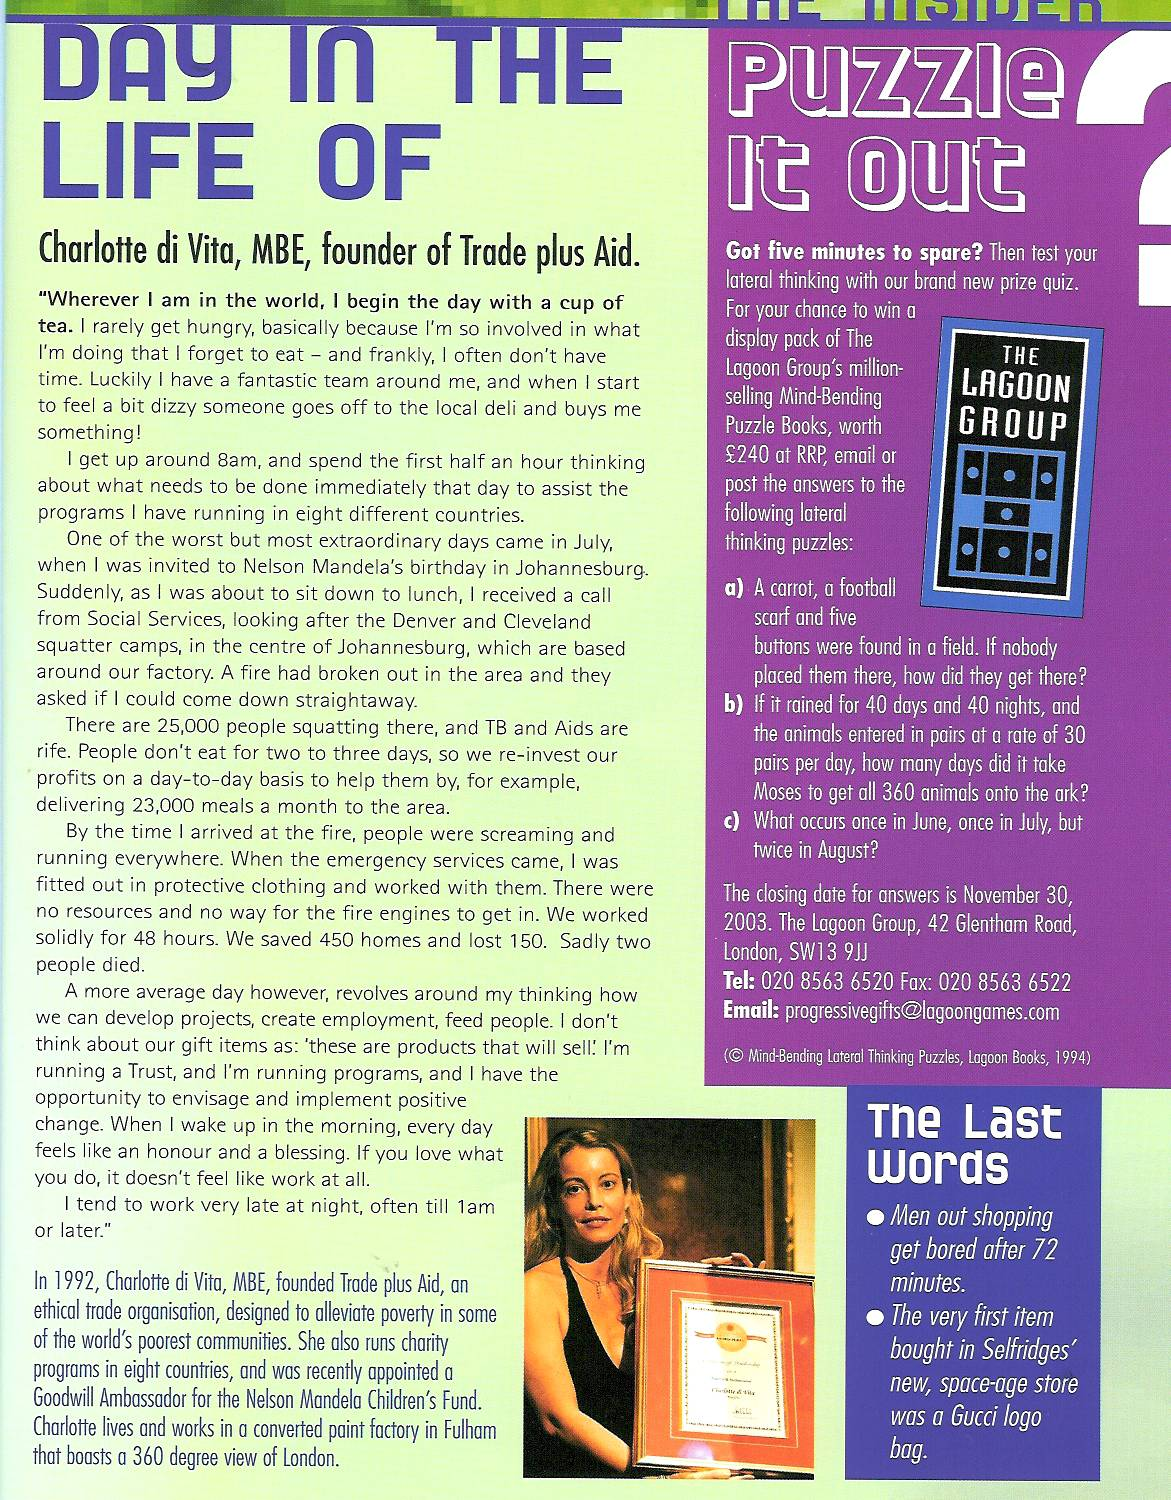 THE INSIDER
DAY IN THE
LIFE OF
Charlotte di Vita, MBE, founder of Trade plus Aid.
"Wherever I am in the world, I begin the day with a cup of
tea. I rarely get hungry, basically because I'm so involved in what
I'm doing that I forget to eat – and frankly, I often don't have
time. Luckily I have a fantastic team around me, and when I start
to feel a bit dizzy someone goes off to the local deli and buys me
something!
I get up around 8am, and spend the first half an hour thinking
about what needs to be done immediately that day to assist the
programs I have running in eight different countries.
One of the worst but most extraordinary days came in July,
when I was invited to Nelson Mandela's birthday in Johannesburg.
Suddenly, as I was about to sit down to lunch, I received a call
from Social Services, looking after the Denver and Cleveland
squatter camps, in the centre of Johannesburg, which are based
around our factory. A fire had broken out in the area and they
asked if I could come down straightaway.
There are 25,000 people squatting there, and TB and Aids are
rife. People don't eat for two to three days, so we re-invest our
profits on a day-to-day basis to help them by, for example,
delivering 23,000 meals a month to the area.
By the time I arrived at the fire, people were screaming and
running everywhere. When the emergency services came, I was
fitted out in protective clothing and worked with them. There were
no resources and no way for the fire engines to get in. We worked
solidly for 48 hours. We saved 450 homes and lost 150. Sadly two
people died.
A more average day however, revolves around my thinking how
we can develop projects, create employment, feed people. I don't
think about our gift items as: 'these are products that will sell.' I'm
running a Trust, and I'm running programs, and I have the
opportunity to envisage and implement positive
change. When I wake up in the morning, every day
feels like an honour and a blessing. If you love what
you do, it doesn't feel like work at all.
I tend to work very late at night, often till 1am
or later."
In 1992, Charlotte di Vita, MBE, founded Trade plus Aid, an
ethical trade organisation, designed to alleviate poverty in some
of the world's poorest communities. She also runs charity
programs in eight countries, and was recently appointed a
Goodwill Ambassador for the Nelson Mandela Children's Fund.
Charlotte lives and works in a converted paint factory in Fulham
that boasts a 360 degree view of London.
Charlotte di Vita
Puzzle
It Out
?
Got five minutes to spare? Then test your
lateral thinking with our brand new prize quiz.
For your chance to win a
display pack of The
Lagoon Group's million-
selling Mind-Bending
Puzzle Books, worth
£240 at RRP, email or
post the answers to the
following lateral
thinking puzzles:
THE
LAGOON
GROUP
a) A carrot, a football
scarf and five
buttons were found in a field. If nobody
placed them there, how did they get there?
b) If it rained for 40 days and 40 nights, and
the animals entered in pairs at a rate of 30
pairs per day, how many days did it take
Moses to get all 360 animals onto the ark?
c) What occurs once in June, once in July, but
twice in August?
The closing date for answers is November 30,
2003. The Lagoon Group, 42 Glentham Road,
London, SW13 9JJ
Tel: 020 8563 6520 Fax: 020 8563 6522
Email: progressivegifts@lagoongames.com
(© Mind-Bending Lateral Thinking Puzzles, Lagoon Books, 1994)
The Last
Words
● Men out shopping
get bored after 72
minutes.
● The very first item
bought in Selfridges'
new, space-age store
was a Gucci logo
bag.